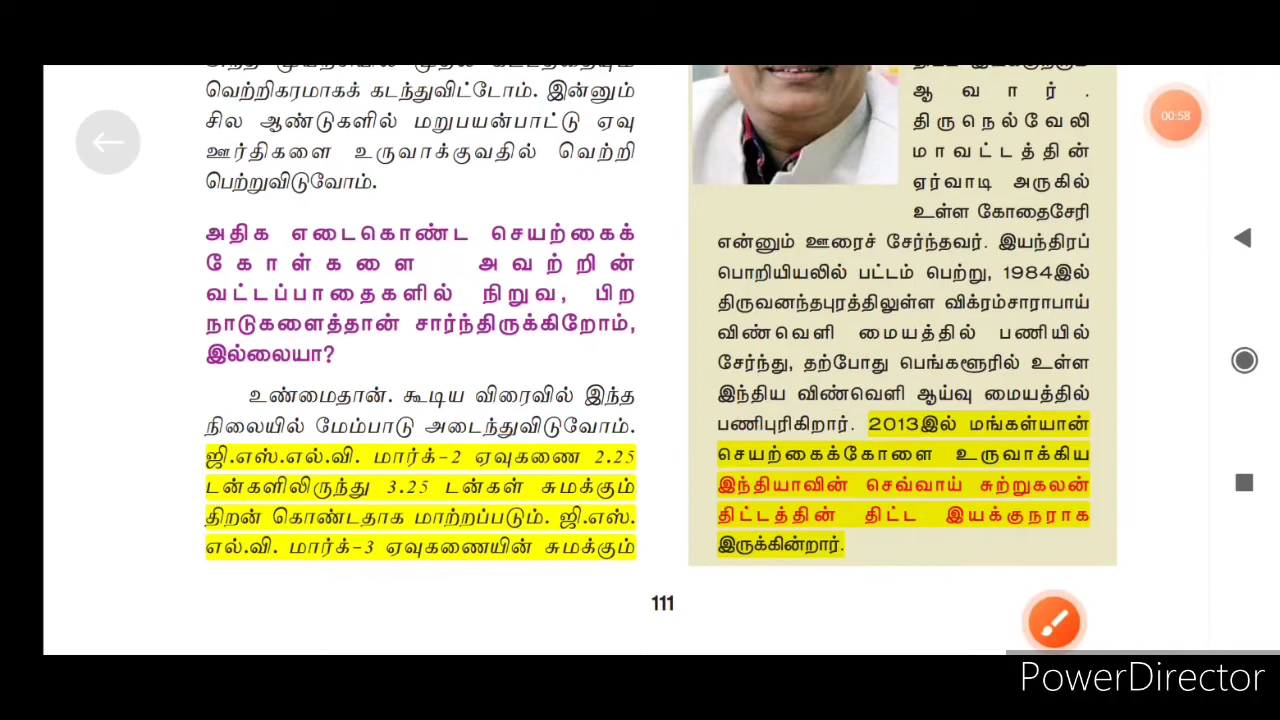 வெற்றிகரமாகக் கடந்துவிட்டோம். இன்னும்
சில ஆண்டுகளில் மறுபயன்பாட்டு ஏவு
ஊர்திகளை உருவாக்குவதில் வெற்றி
பெற்றுவிடுவோம்.
அதிக எடைகொண்ட செயற்கைக்
கோள்களை அவற்றின்
வட்டப்பாதைகளில் நிறுவ, பிற
நாடுகளைத்தான் சார்ந்திருக்கிறோம்,
இல்லையா?
உண்மைதான். கூடிய விரைவில் இந்த
நிலையில் மேம்பாடு அடைந்துவிடுவோம்.
ஜி.எஸ்.எல்.வி. மார்க்-2 ஏவுகணை 2.25
டன்களிலிருந்து 3.25 டன்கள் சுமக்கும்
திறன் கொண்டதாக மாற்றப்படும். ஜி.எஸ்.
எல்.வி. மார்க்-3 ஏவுகணையின் சுமக்கும்
ஆவார்.
திருநெல்வேலி
மாவட்டத்தின்
ஏர்வாடி அருகில்
உள்ள கோதைசேரி
என்னும் ஊரைச் சேர்ந்தவர். இயந்திரப்
பொறியியலில் பட்டம் பெற்று, 1984இல்
திருவனந்தபுரத்திலுள்ள விக்ரம்சாராபாய்
விண்வெளி மையத்தில் பணியில்
சேர்ந்து, தற்போது பெங்களூரில் உள்ள
இந்திய விண்வெளி ஆய்வு மையத்தில்
பணிபுரிகிறார். 2013இல் மங்கள்யான்
செயற்கைக்கோளை உருவாக்கிய
இந்தியாவின் செவ்வாய் சுற்றுகலன்
திட்டத்தின் திட்ட இயக்குநராக
இருக்கின்றார்.
111
00:58
PowerDirector